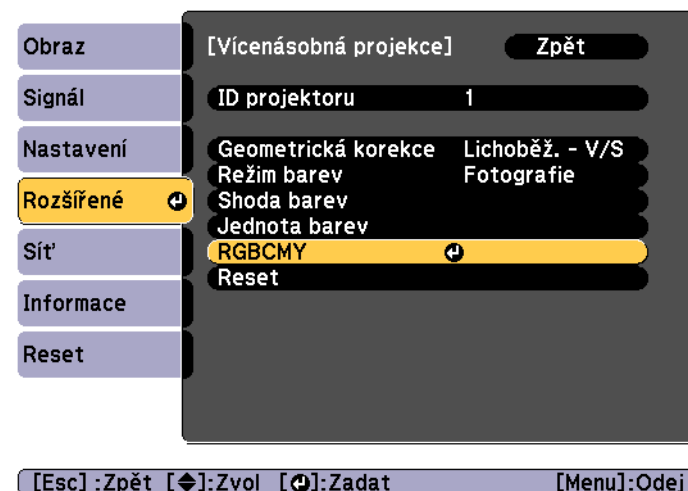 Obraz
Signál
Nastavení
Rozšířené
Síť
Informace
Reset
[Vícenásobná projekce] Zpět
ID projektoru 1
Geometrická korekce Lichoběž. - V/S
Režim barev Fotografie
Shoda barev
Jednota barev
RGBCMY
Reset
[Esc] :Zpět [◆]:Zvol [↵]:Zadat [Menu]:Odej